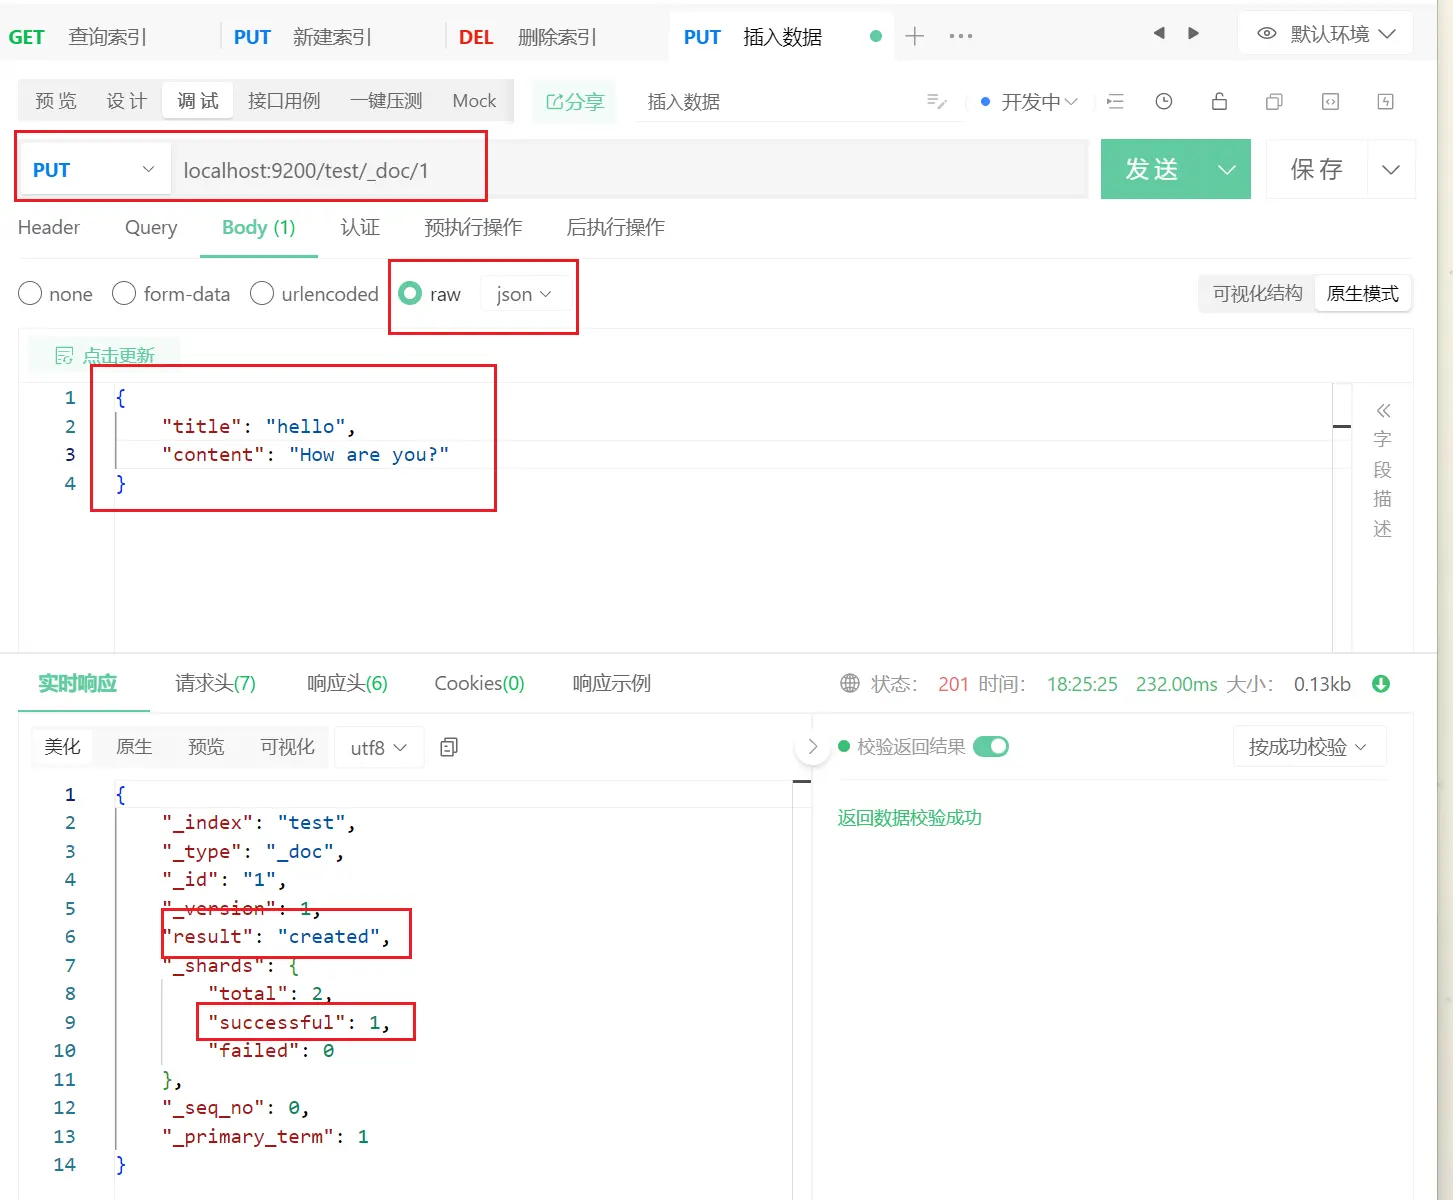 GET 查询索引 PUT 新建索引 DEL 删除索引 PUT 插入数据 默认环境
预览 设计 调试 接口用例 一键压测 Mock 分享 插入数据 开发中
PUT localhost:9200/test/_doc/1 发送 保存
Header Query Body (1) 认证 预执行操作 后执行操作
none form-data urlencoded raw json 可视化结构 原生模式
点击更新
1 {
2 "title": "hello",
3 "content": "How are you?"
4 }
字
段
描
述
实时响应 请求头(7) 响应头(6) Cookies(0) 响应示例 状态： 201 时间： 18:25:25 232.00ms 大小： 0.13kb
美化 原生 预览 可视化 utf8 校验返回结果 按成功校验
返回数据校验成功
1 {
2 "_index": "test",
3 "_type": "_doc",
4 "_id": "1",
5 "_version": 1,
6 "result": "created",
7 "_shards": {
8 "total": 2,
9 "successful": 1,
10 "failed": 0
11 },
12 "_seq_no": 0,
13 "_primary_term": 1
14 }